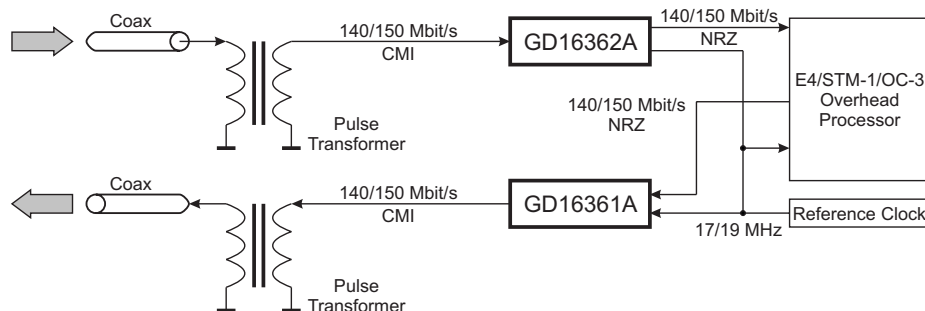 Coax
140/150 Mbit/s
CMI
GD16362A
140/150 Mbit/s
NRZ
E4/STM-1/OC-3
Overhead
Processor
140/150 Mbit/s
NRZ
Pulse
Transformer
Coax
140/150 Mbit/s
CMI
GD16361A
17/19 MHz
Reference Clock
Pulse
Transformer